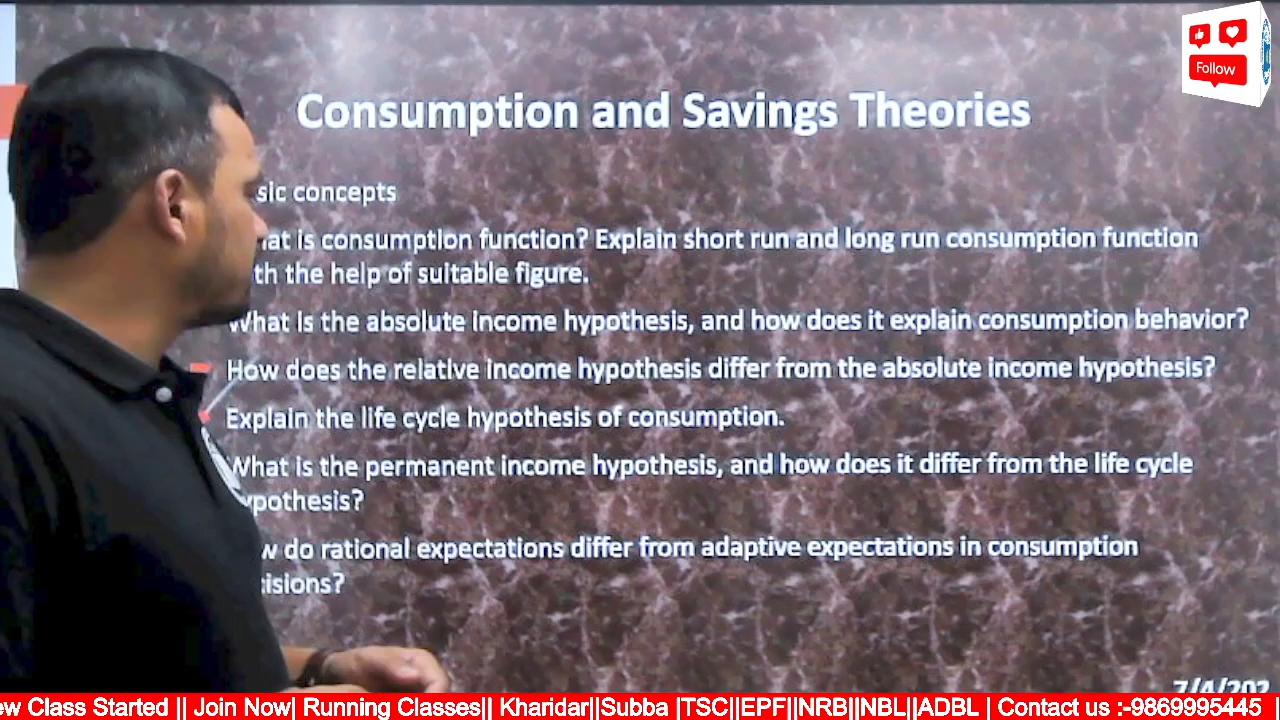 Follow
Consumption and Savings Theories
sic concepts
at is consumption function? Explain short run and long run consumption function
th the help of suitable figure.
What is the absolute income hypothesis, and how does it explain consumption behavior?
How does the relative income hypothesis differ from the absolute income hypothesis?
Explain the life cycle hypothesis of consumption.
What is the permanent income hypothesis, and how does it differ from the life cycle
ypothesis?
w do rational expectations differ from adaptive expectations in consumption
cisions?
7/4/202
ew Class Started || Join Now| Running Classes|| Kharidar||Subba |TSC||EPF||NRB||NBL||ADBL | Contact us :-9869995445